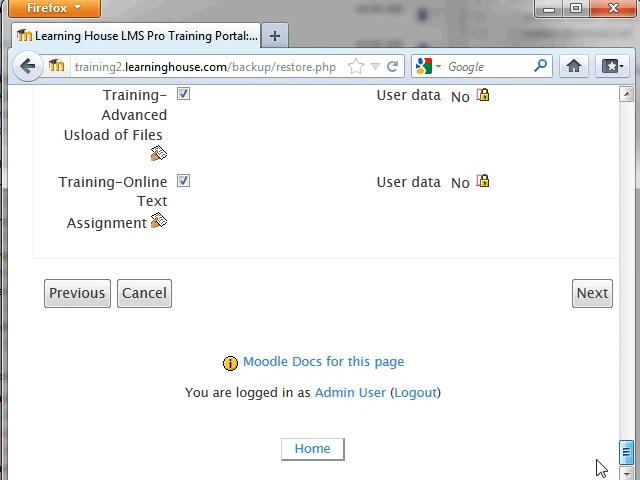 Firefox
Learning House LMS Pro Training Portal:...
training2.learninghouse.com/backup/restore.php
Google
Training- User data No
Advanced
Usload of Files
Training-Online User data No
Text
Assignment
Previous Cancel Next
Moodle Docs for this page
You are logged in as Admin User (Logout)
Home